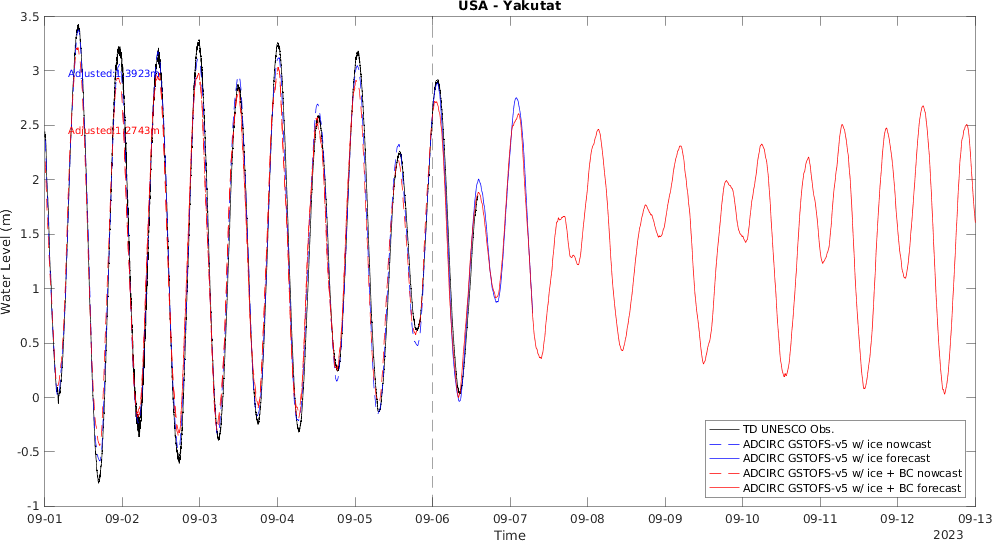 USA - Yakutat
3.5
3
2.5
2
1.5
1
0.5
0
-0.5
-1
Water Level (m)
Adjusted:1.3923m
Adjusted:1.2743m
TD UNESCO Obs.
ADCIRC GSTOFS-v5 w/ ice nowcast
ADCIRC GSTOFS-v5 w/ ice forecast
ADCIRC GSTOFS-v5 w/ ice + BC nowcast
ADCIRC GSTOFS-v5 w/ ice + BC forecast
09-01 09-02 09-03 09-04 09-05 09-06 09-07 09-08 09-09 09-10 09-11 09-12 09-13
Time
2023